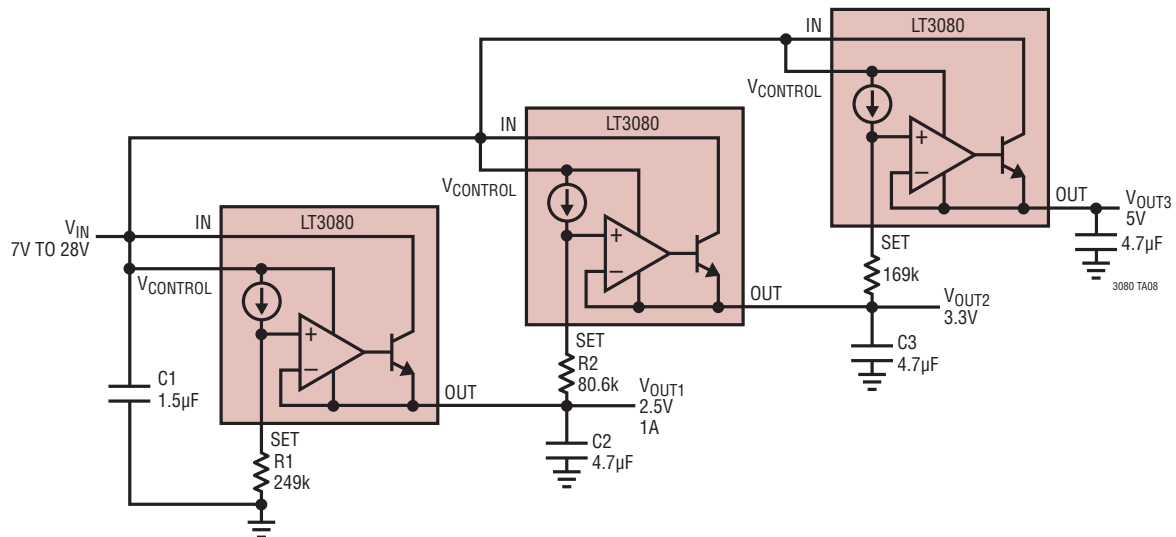 IN
LT3080
VCONTROL
IN
LT3080
VCONTROL
OUT
VOUT3
5V
4.7µF
3080 TA08
SET
169k
VIN
7V TO 28V
IN
LT3080
VCONTROL
OUT
VOUT2
3.3V
C3
4.7µF
SET
R2
80.6k
C1
1.5µF
OUT
VOUT1
2.5V
1A
C2
4.7µF
SET
R1
249k